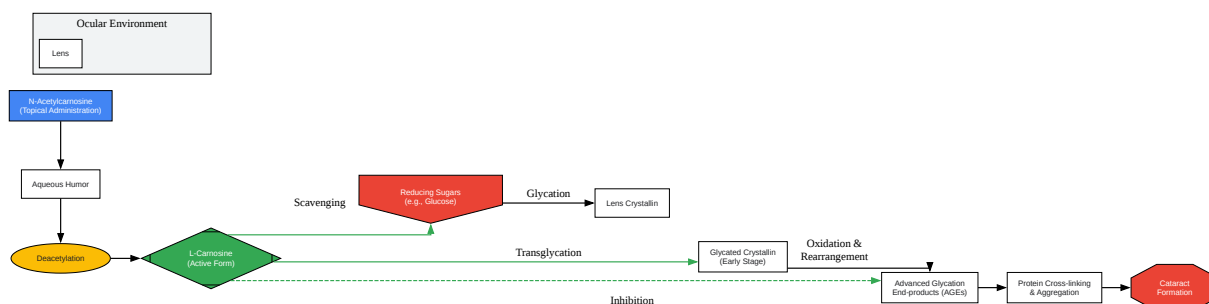 Ocular Environment
Lens
N-Acetylcarnosine
(Topical Administration)
Aqueous Humor
Deacetylation
L-Carnosine
(Active Form)
Scavenging
Reducing Sugars
(e.g., Glucose)
Glycation
Lens Crystallin
Transglycation
Glycated Crystallin
(Early Stage)
Oxidation &
Rearrangement
Inhibition
Advanced Glycation
End-products (AGEs)
Protein Cross-linking
& Aggregation
Cataract
Formation